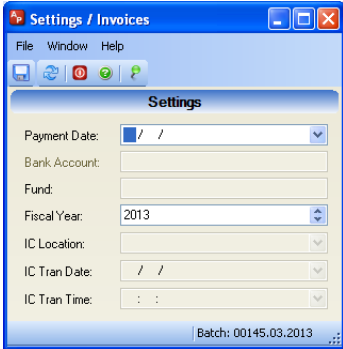 AP Settings / Invoices
File Window Help
Settings
Payment Date: / /
Bank Account:
Fund:
Fiscal Year: 2013
IC Location:
IC Tran Date: / /
IC Tran Time: : :
Batch: 00145.03.2013